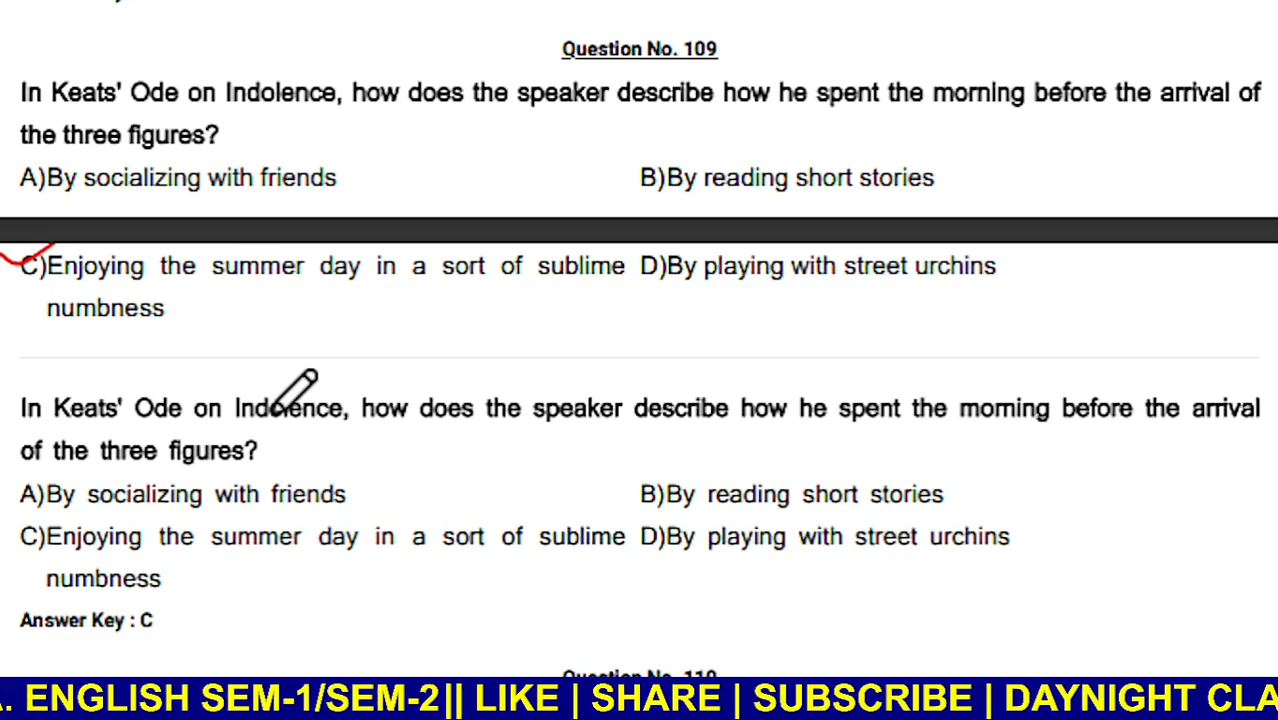 Question No. 109
In Keats' Ode on Indolence, how does the speaker describe how he spent the morning before the arrival of
the three figures?
A)By socializing with friends B)By reading short stories
C)Enjoying the summer day in a sort of sublime D)By playing with street urchins
numbness
In Keats' Ode on Indolence, how does the speaker describe how he spent the morning before the arrival
of the three figures?
A)By socializing with friends B)By reading short stories
C)Enjoying the summer day in a sort of sublime D)By playing with street urchins
numbness
Answer Key : C
Question No. 110
A. ENGLISH SEM-1/SEM-2|| LIKE | SHARE | SUBSCRIBE | DAYNIGHT CLA